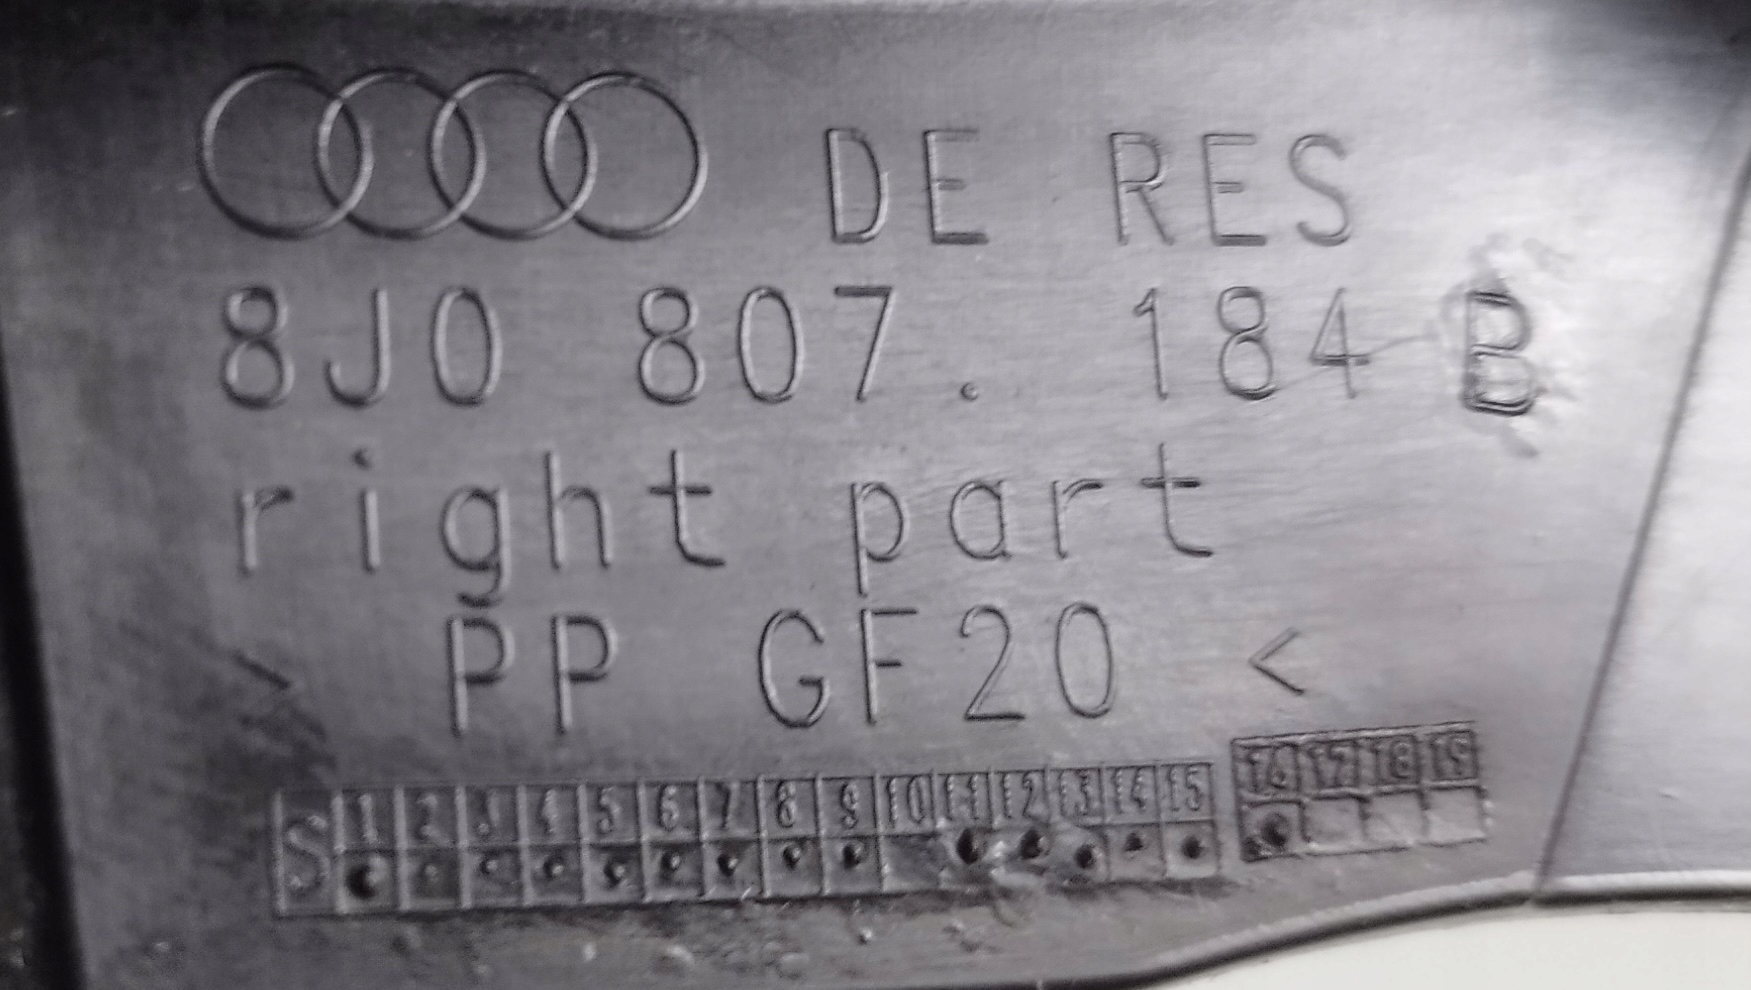 DE RES
8J0 807. 184 B
right part
> PP GF20 <
S 1 2 3 4 5 6 7 8 9 10 11 12 13 14 15 16 17 18 19